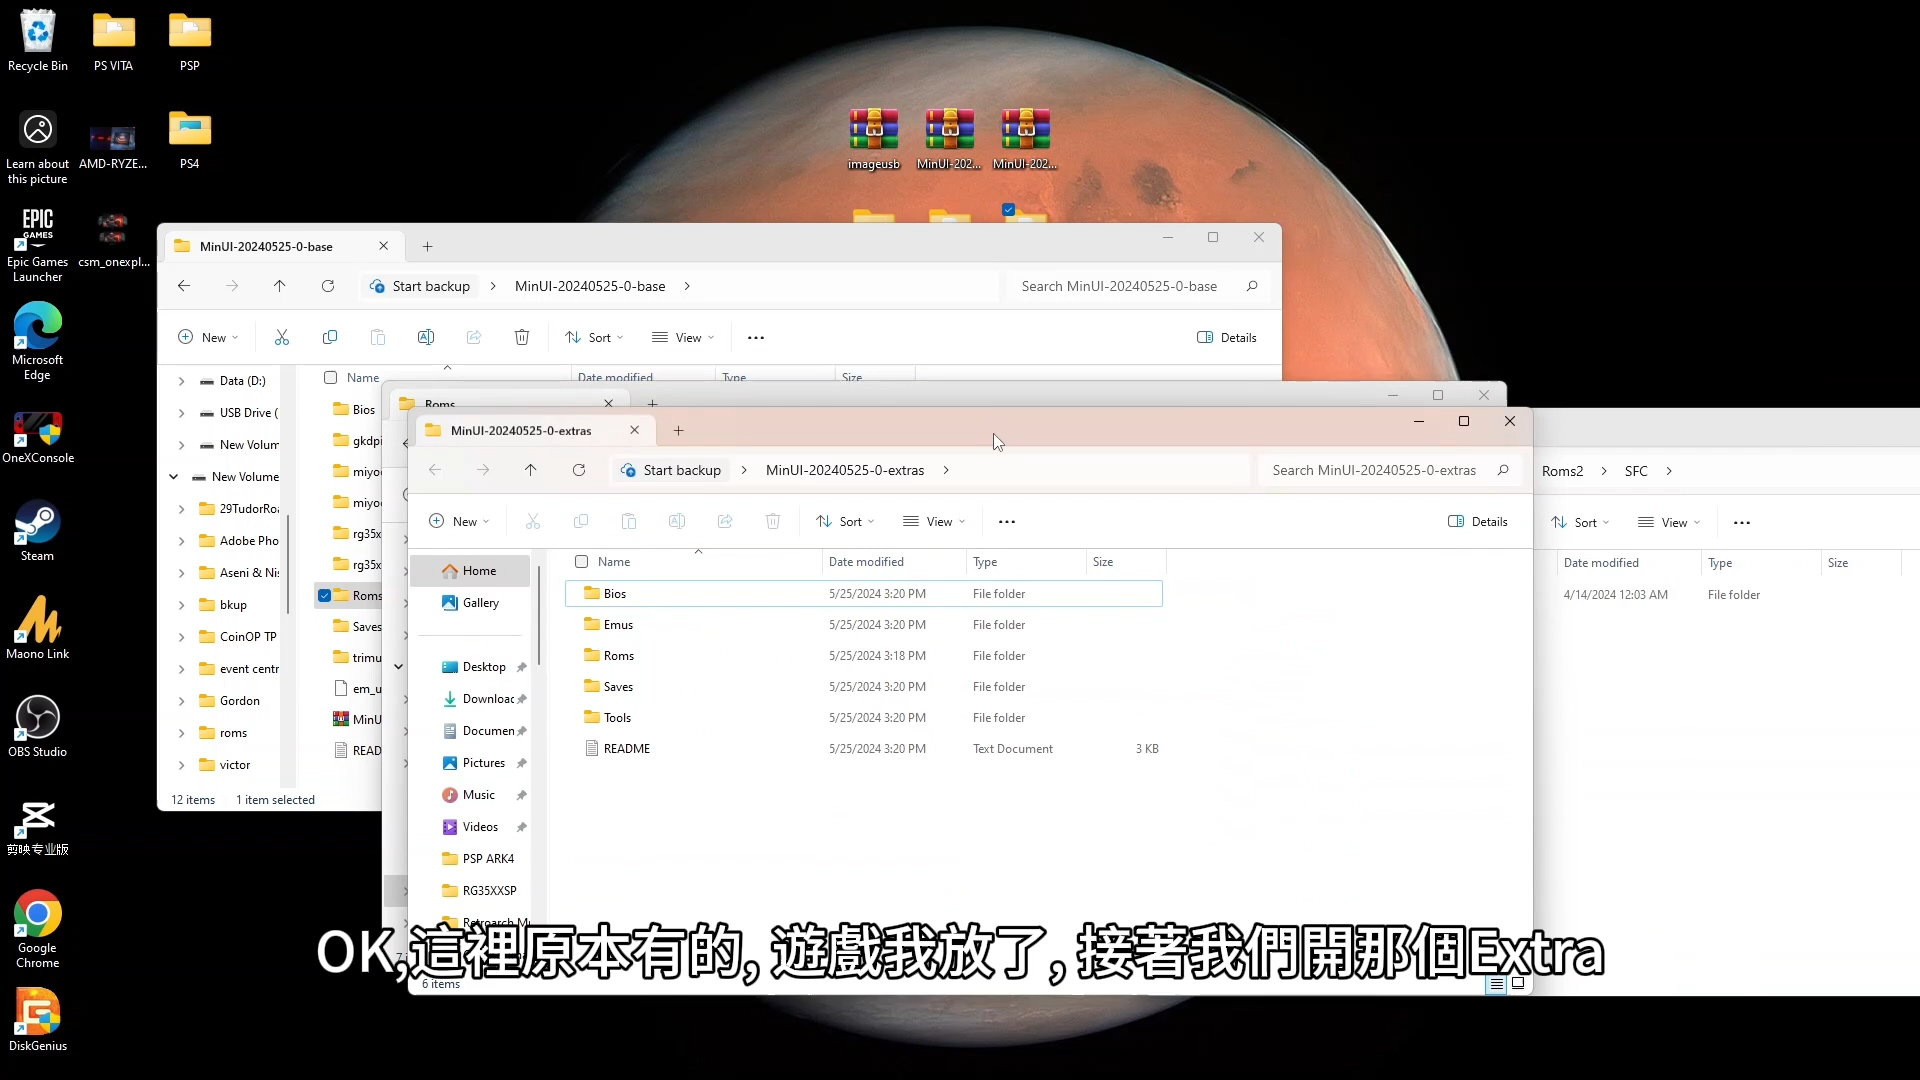 Recycle Bin
PS VITA
PSP
Learn about
this picture
AMD-RYZE...
PS4
imageusb
MinUI-202...
MinUI-202...
Epic Games
Launcher
csm_onexpl...
Microsoft
Edge
OneXConsole
Steam
Maono Link
OBS Studio
剪映专业版
Google
Chrome
DiskGenius
MinUI-20240525-0-base
Start backup
MinUI-20240525-0-base
Search MinUI-20240525-0-base
New
Sort
View
Details
Name
Date modified
Type
Size
Data (D:)
USB Drive (
New Volum
New Volume
29TudorRoa
Adobe Pho
Aseni & Nis
bkup
CoinOP TP
event centr
Gordon
roms
victor
Bios
gkdpi
miyoo
miyoo
rg35x
rg35x
Roms
Saves
trimu
em_u
MinU
READ
12 items
1 item selected
Roms
MinUI-20240525-0-extras
Start backup
MinUI-20240525-0-extras
Search MinUI-20240525-0-extras
New
Sort
View
Details
Home
Gallery
Desktop
Downloac
Documen
Pictures
Music
Videos
PSP ARK4
RG35XXSP
Retroarch Mu
Name Date modified Type Size
Bios 5/25/2024 3:20 PM File folder
Emus 5/25/2024 3:20 PM File folder
Roms 5/25/2024 3:18 PM File folder
Saves 5/25/2024 3:20 PM File folder
Tools 5/25/2024 3:20 PM File folder
README 5/25/2024 3:20 PM Text Document 3 KB
6 items
Roms2
SFC
Sort
View
Date modified Type Size
4/14/2024 12:03 AM File folder
OK,這裡原本有的,遊戲我放了,接著我們開那個Extra